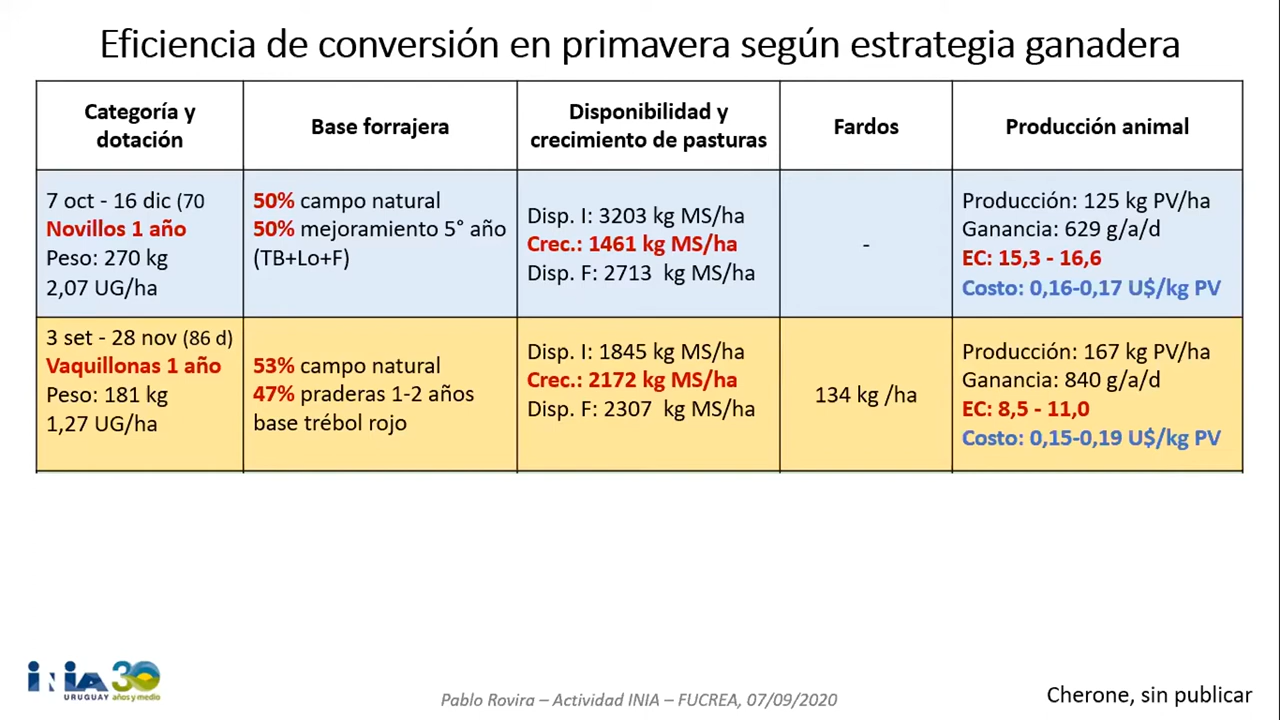 Eficiencia de conversión en primavera según estrategia ganadera
Categoría y
dotación
Base forrajera
Disponibilidad y
crecimiento de pasturas
Fardos
Producción animal
7 oct - 16 dic (70
Novillos 1 año
Peso: 270 kg
2,07 UG/ha
50% campo natural
50% mejoramiento 5° año
(TB+Lo+F)
Disp. I: 3203 kg MS/ha
Crec.: 1461 kg MS/ha
Disp. F: 2713 kg MS/ha
-
Producción: 125 kg PV/ha
Ganancia: 629 g/a/d
EC: 15,3 - 16,6
Costo: 0,16-0,17 U$/kg PV
3 set - 28 nov (86 d)
Vaquillonas 1 año
Peso: 181 kg
1,27 UG/ha
53% campo natural
47% praderas 1-2 años
base trébol rojo
Disp. I: 1845 kg MS/ha
Crec.: 2172 kg MS/ha
Disp. F: 2307 kg MS/ha
134 kg /ha
Producción: 167 kg PV/ha
Ganancia: 840 g/a/d
EC: 8,5 - 11,0
Costo: 0,15-0,19 U$/kg PV
inia 30
URUGUAY años y medio
Pablo Rovira – Actividad INIA – FUCREA, 07/09/2020
Cherone, sin publicar